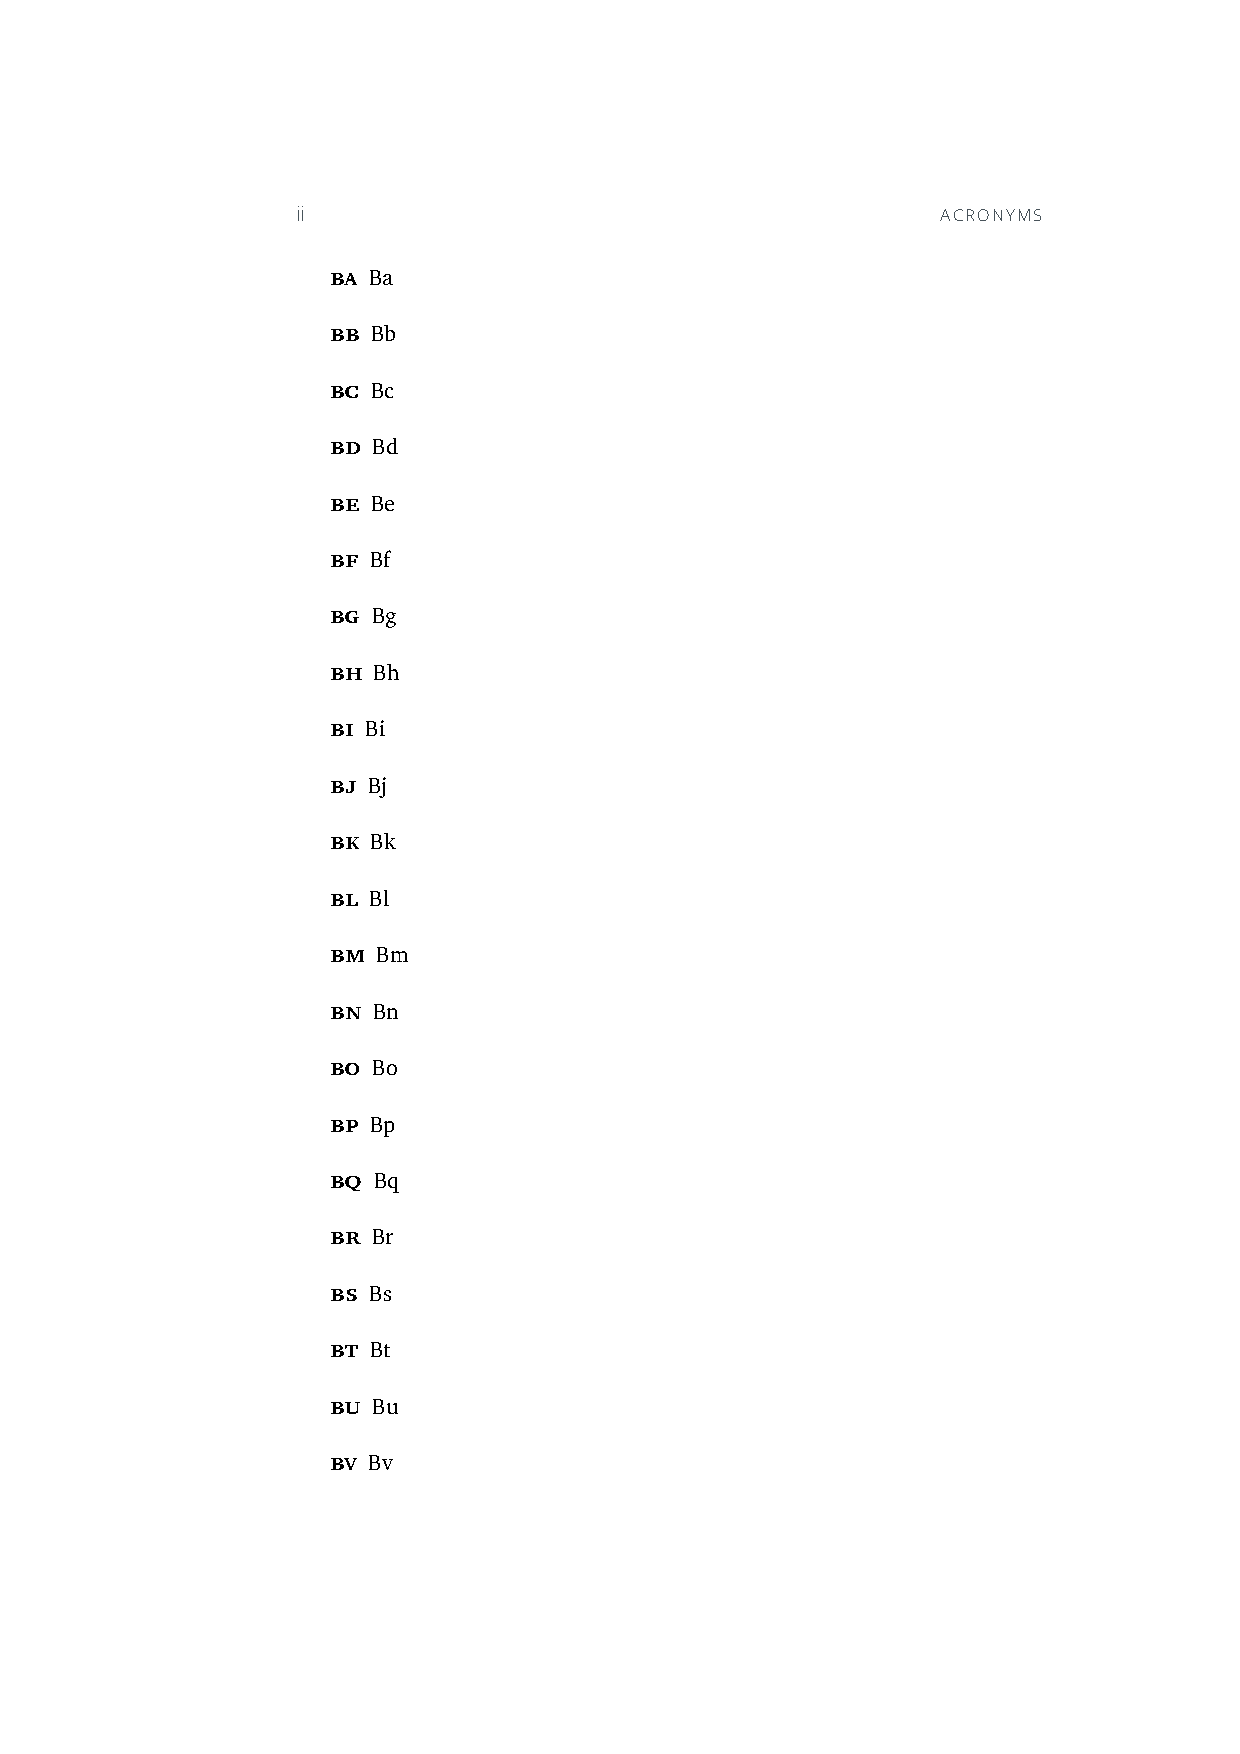 ii ACRONYMS
BA Ba
BB Bb
BC Bc
BD Bd
BE Be
BF Bf
BG Bg
BH Bh
BI Bi
BJ Bj
BK Bk
BL Bl
BM Bm
BN Bn
BO Bo
BP Bp
BQ Bq
BR Br
BS Bs
BT Bt
BU Bu
BV Bv